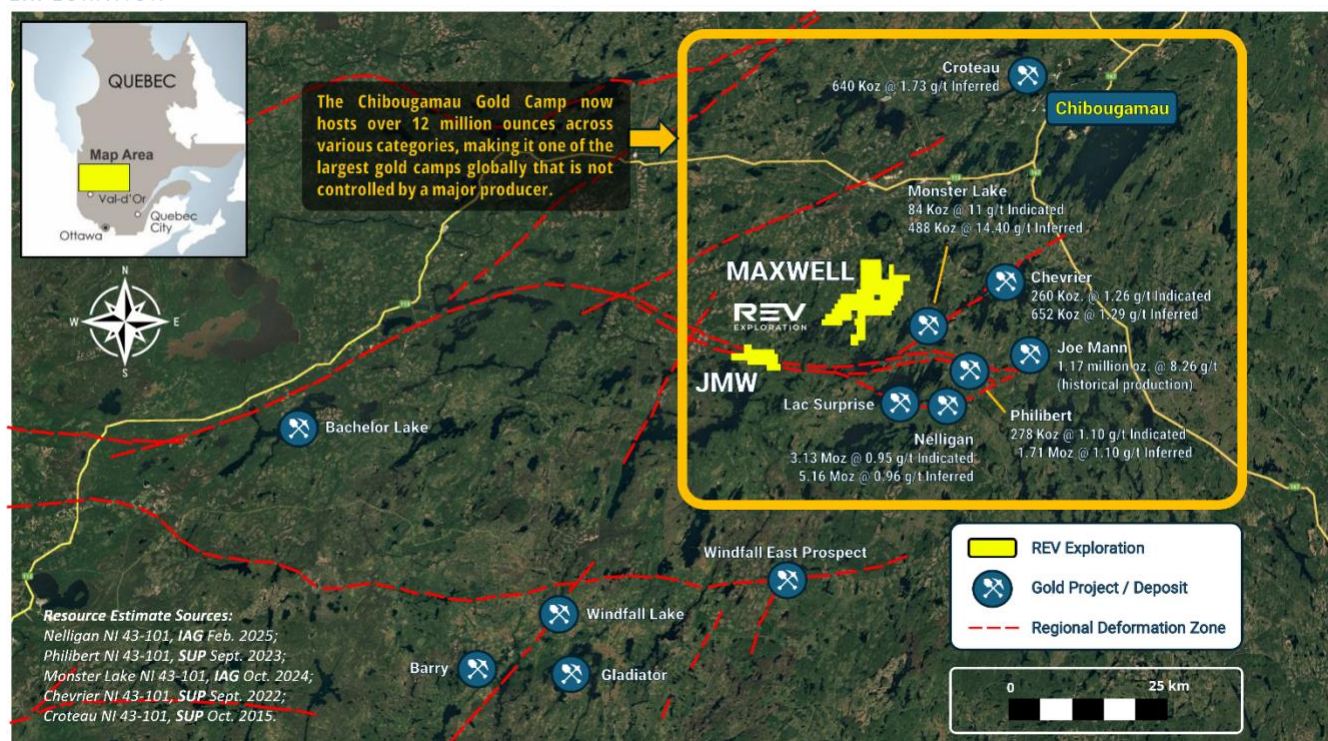 QUEBEC
Map Area
Val-d'Or
Quebec
City
Ottawa
N
W
E
S
The Chibougamau Gold Camp now
hosts over 12 million ounces across
various categories, making it one of the
largest gold camps globally that is not
controlled by a major producer.
Croteau
640 Koz @ 1.73 g/t Inferred
Chibougamau
167
113
Monster Lake
84 Koz @ 11 g/t Indicated
488 Koz @ 14.40 g/t Inferred
MAXWELL
REV
EXPLORATION
JMW
Chevrier
260 Koz. @ 1.26 g/t Indicated
652 Koz @ 1.29 g/t Inferred
Joe Mann
1.17 million oz. @ 8.26 g/t
(historical production)
Lac Surprise
Nelligan
3.13 Moz @ 0.95 g/t Indicated
5.16 Moz @ 0.96 g/t Inferred
Philibert
278 Koz @ 1.10 g/t Indicated
1.71 Moz @ 1.10 g/t Inferred
Bachelor Lake
113
167
Windfall East Prospect
Windfall Lake
Barry
Gladiator
Resource Estimate Sources:
Nelligan NI 43-101, IAG Feb. 2025;
Philibert NI 43-101, SUP Sept. 2023;
Monster Lake NI 43-101, IAG Oct. 2024;
Chevrier NI 43-101, SUP Sept. 2022;
Croteau NI 43-101, SUP Oct. 2015.
REV Exploration
Gold Project / Deposit
Regional Deformation Zone
0
25 km